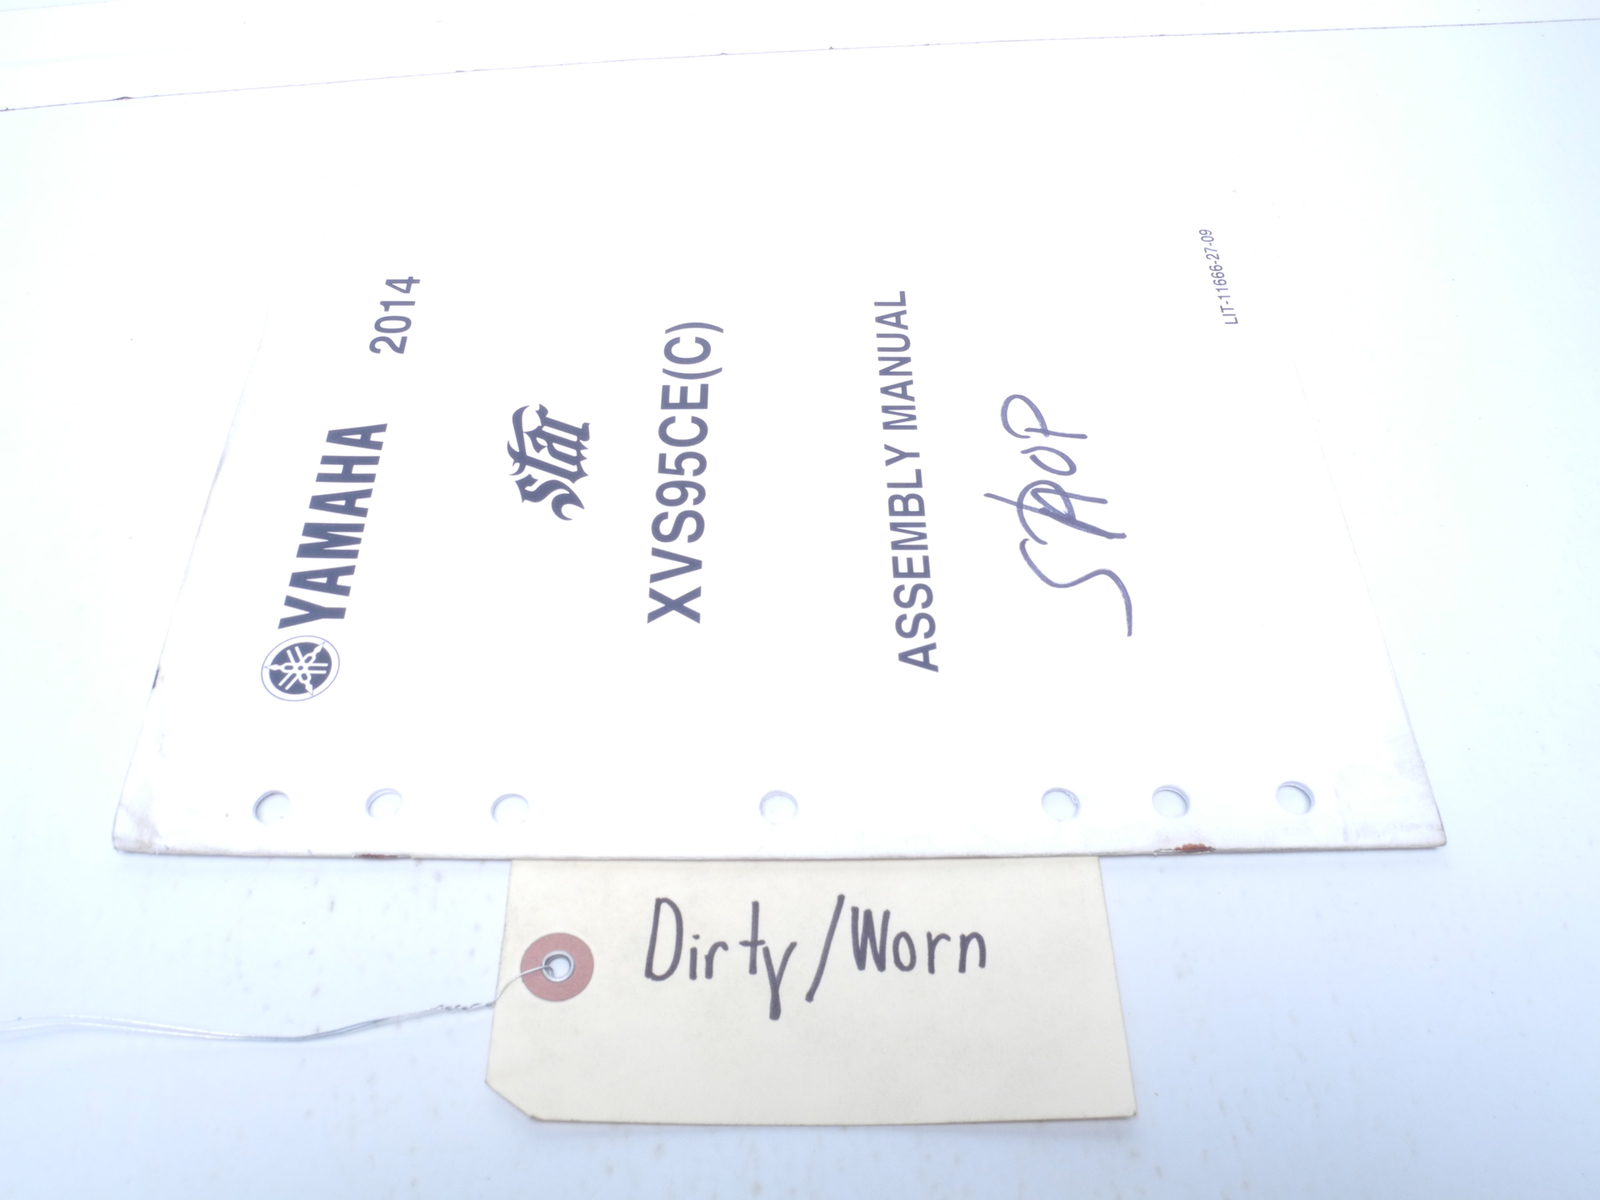 YAMAHA 2014
Star
XVS95CE(C)
ASSEMBLY MANUAL
SHOP
LIT-11666-27-09
Dirty/Worn